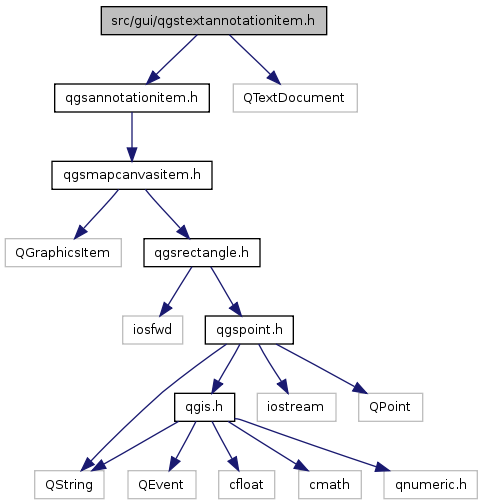 src/gui/qgstextannotationitem.h
qgsannotationitem.h
QTextDocument
qgsmapcanvasitem.h
QGraphicsItem
qgsrectangle.h
iosfwd
qgspoint.h
qgis.h
iostream
QPoint
QString
QEvent
cfloat
cmath
qnumeric.h